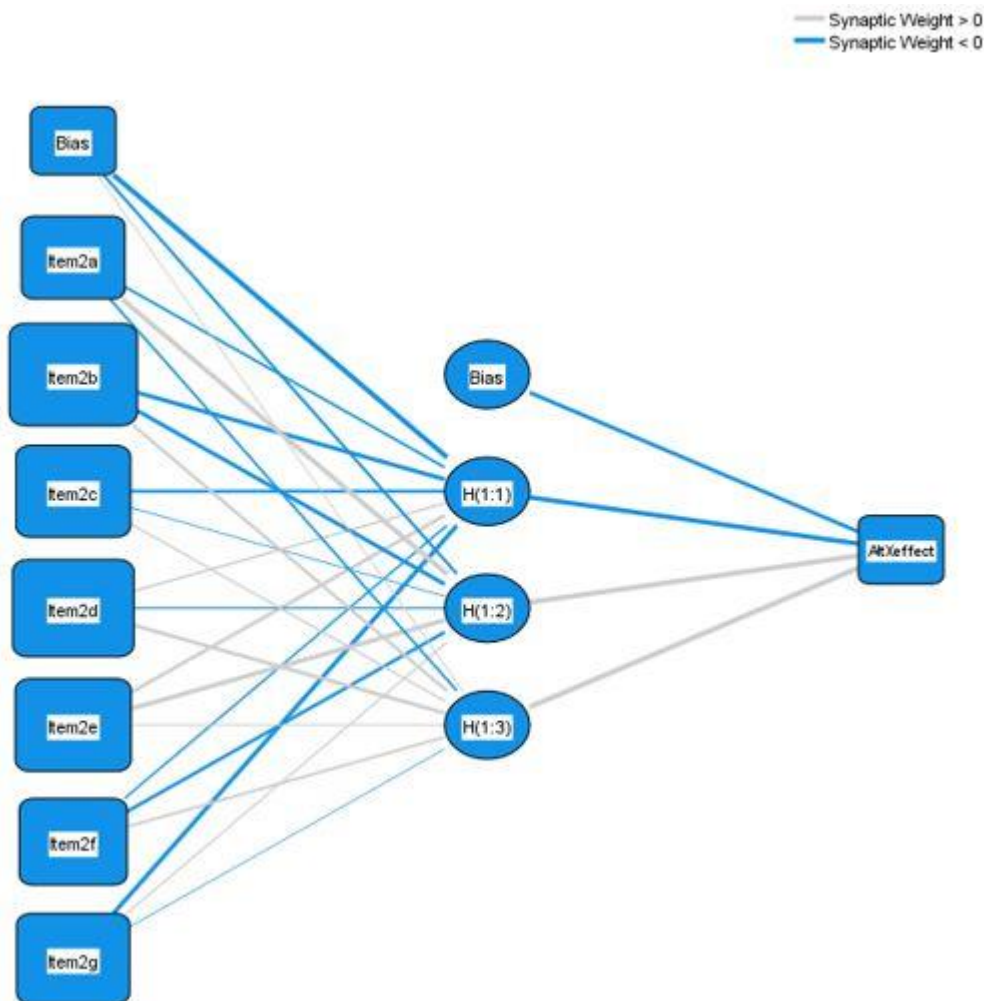 Synaptic Weight > 0
Synaptic Weight < 0
Bias
Item2a
Item2b
Item2c
Item2d
Item2e
Item2f
Item2g
Bias
H(1:1)
H(1:2)
H(1:3)
AltXeffect